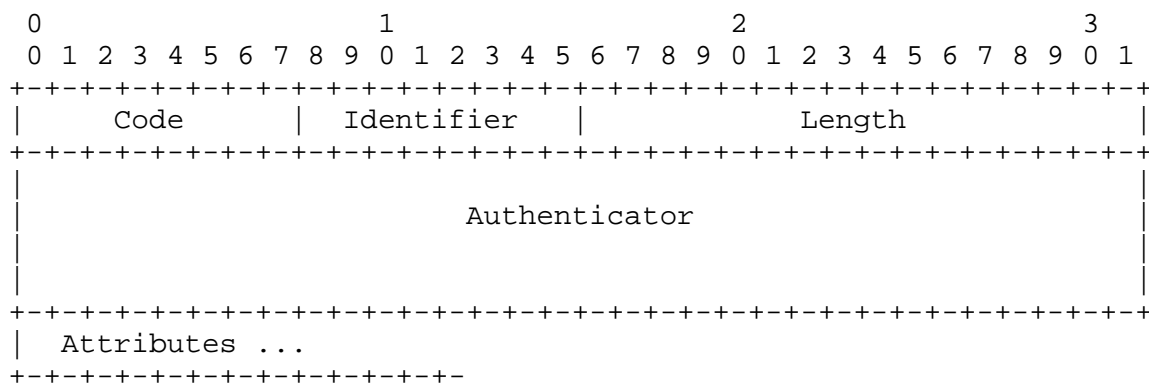 0                   1                   2                   3
 0 1 2 3 4 5 6 7 8 9 0 1 2 3 4 5 6 7 8 9 0 1 2 3 4 5 6 7 8 9 0 1
+-+-+-+-+-+-+-+-+-+-+-+-+-+-+-+-+-+-+-+-+-+-+-+-+-+-+-+-+-+-+-+-+
|     Code      |  Identifier   |            Length             |
+-+-+-+-+-+-+-+-+-+-+-+-+-+-+-+-+-+-+-+-+-+-+-+-+-+-+-+-+-+-+-+-+
|                                                               |
|                         Authenticator                         |
|                                                               |
|                                                               |
+-+-+-+-+-+-+-+-+-+-+-+-+-+-+-+-+-+-+-+-+-+-+-+-+-+-+-+-+-+-+-+-+
|  Attributes ...
+-+-+-+-+-+-+-+-+-+-+-+-+-